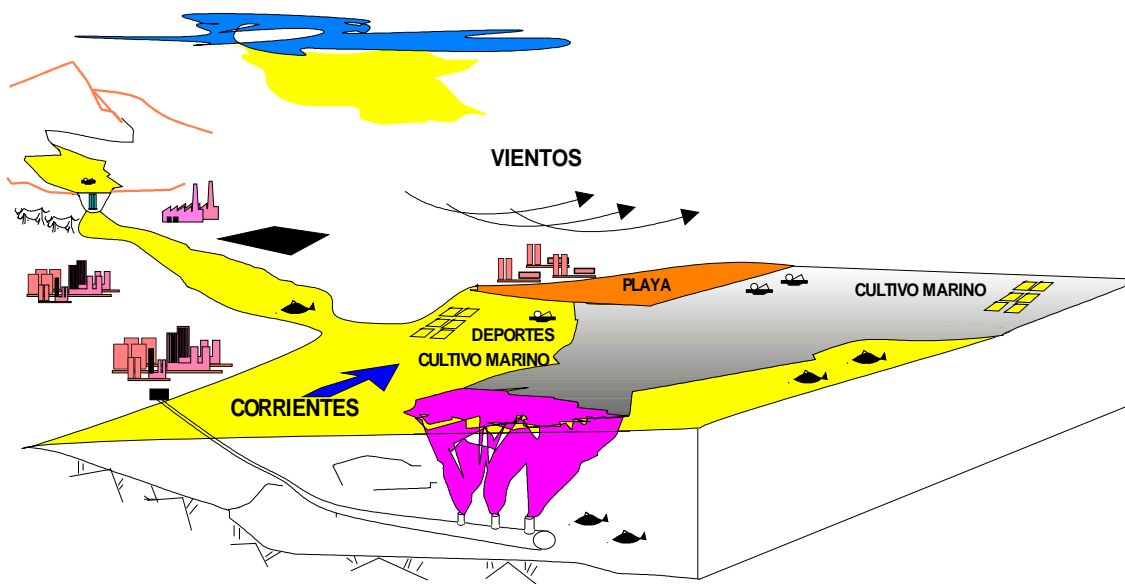 VIENTOS
PLAYA
CULTIVO MARINO
DEPORTES
CULTIVO MARINO
CORRIENTES